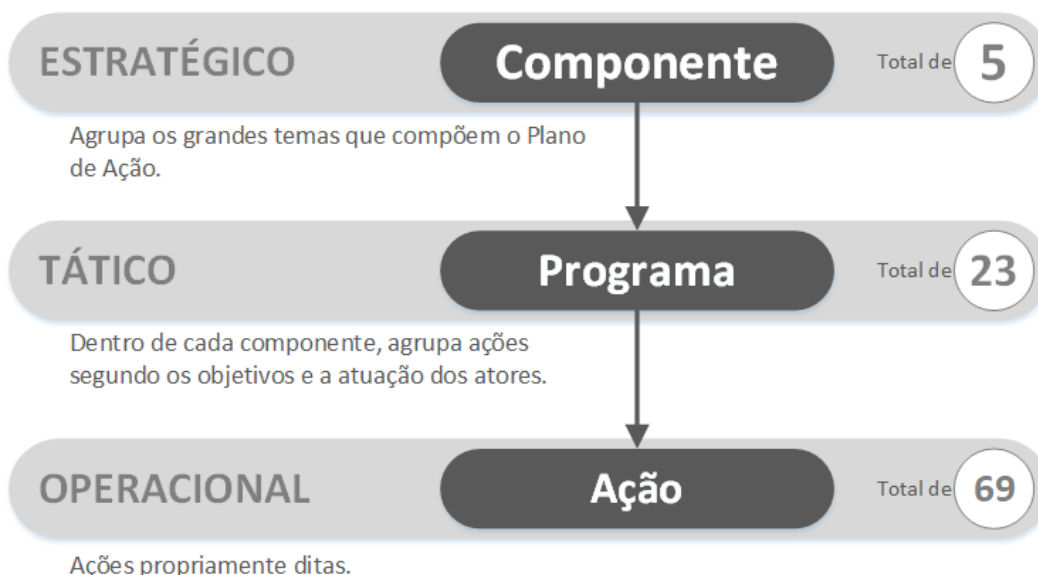 ESTRATÉGICO Componente Total de 5
Agrupa os grandes temas que compõem o Plano
de Ação.
TÁTICO Programa Total de 23
Dentro de cada componente, agrupa ações
segundo os objetivos e a atuação dos atores.
OPERACIONAL Ação Total de 69
Ações propriamente ditas.